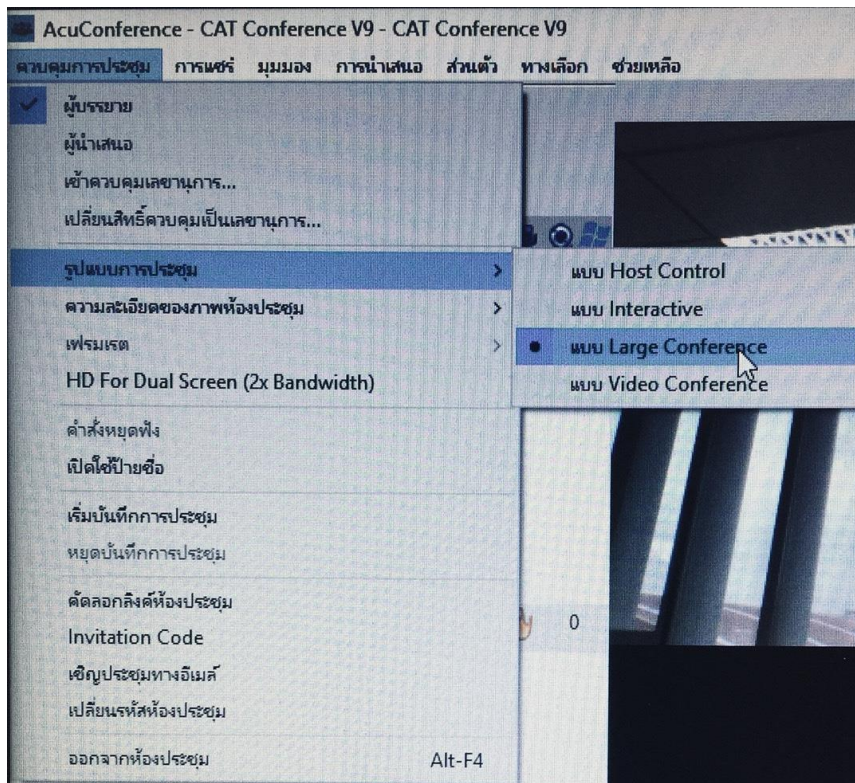 AcuConference - CAT Conference V9 - CAT Conference V9
ควบคุมการประชุม การแชร์ มุมมอง การนำเสนอ ส่วนตัว ทางเลือก ช่วยเหลือ
ผู้บรรยาย
ผู้นำเสนอ
เข้าควบคุมเลขานุการ...
เปลี่ยนสิทธิ์ควบคุมเป็นเลขานุการ...
รูปแบบการประชุม
แบบ Host Control
ความละเอียดของภาพห้องประชุม
แบบ Interactive
เฟรมเรต
แบบ Large Conference
HD For Dual Screen (2x Bandwidth)
แบบ Video Conference
คำสั่งหยุดฟัง
เปิดใช้ป้ายชื่อ
เริ่มบันทึกการประชุม
หยุดบันทึกการประชุม
คัดลอกลิงค์ห้องประชุม
Invitation Code
0
เชิญประชุมทางอีเมล์
เปลี่ยนรหัสห้องประชุม
ออกจากห้องประชุม Alt-F4